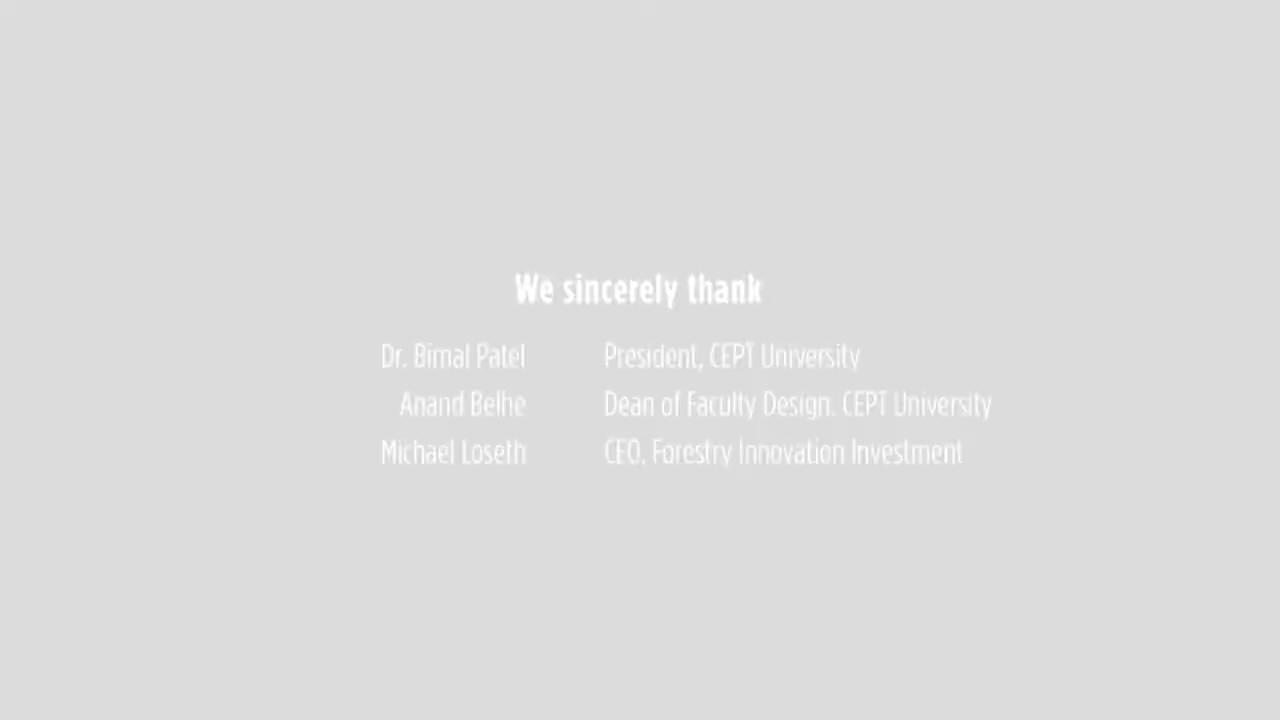 We sincerely thank
Dr. Bimal Patel President, CEPT University
Anand Belhe Dean of Faculty Design, CEPT University
Michael Loseth CEO, Forestry Innovation Investment